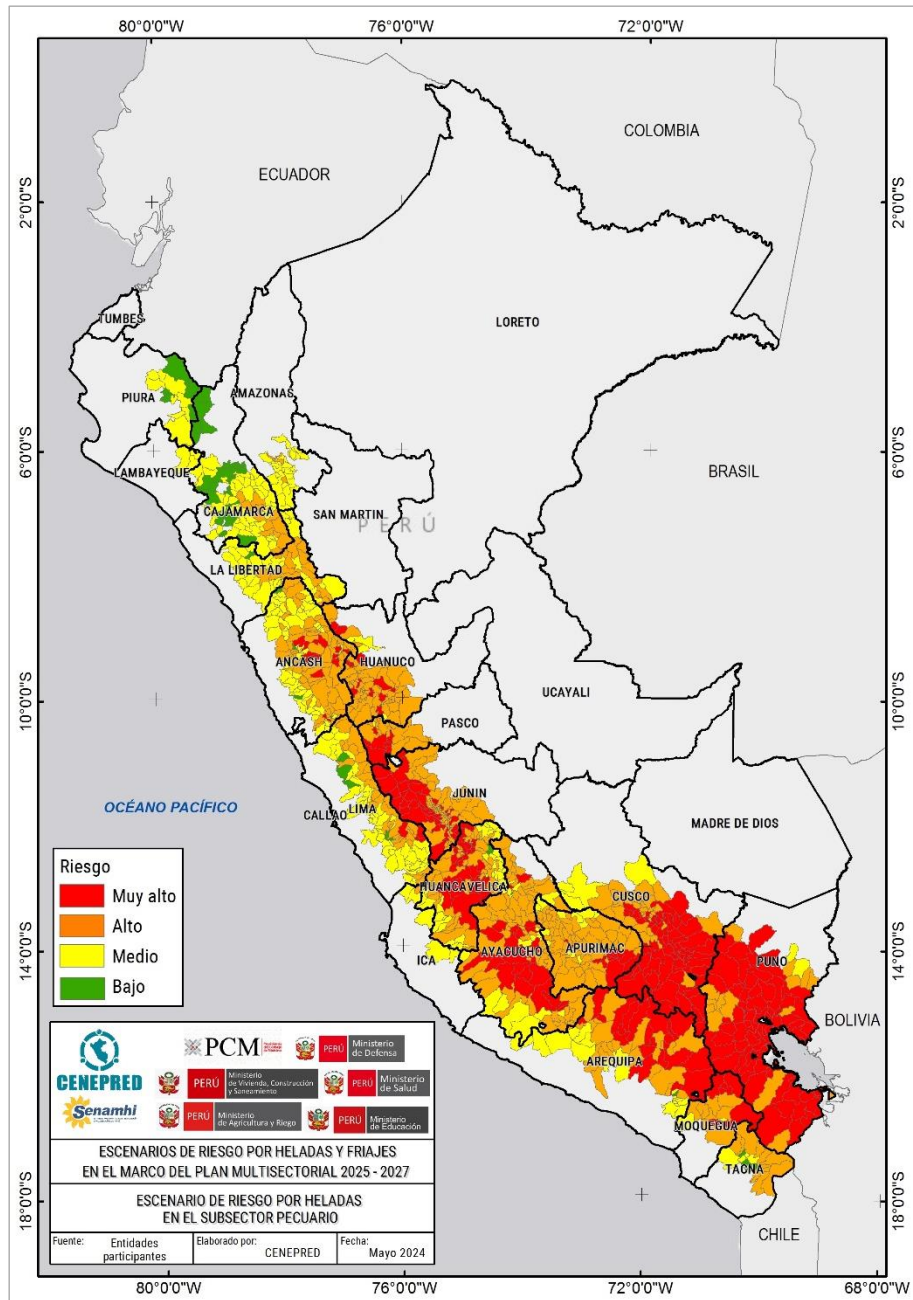 80°0'0"W
76°0'0"W
72°0'0"W
COLOMBIA
ECUADOR
2°0'0"S
2°0'0"S
LORETO
TUMBES
PIURA
AMAZONAS
6°0'0"S
6°0'0"S
LAMBAYEQUE
BRASIL
CAJAMARCA
SAN MARTIN
PERÚ
LA LIBERTAD
ANCASH
HUANUCO
UCAYALI
10°0'0"S
10°0'0"S
PASCO
JÚNIN
OCÉANO PACÍFICO
CALLAO
LIMA
MADRE DE DIOS
HUANCAVELICA
CUSCO
14°0'0"S
14°0'0"S
ICA
AYACUCHO
APURIMAC
PUNO
BOLIVIA
AREQUIPA
MOQUEGUA
TACNA
18°0'0"S
18°0'0"S
CHILE
Riesgo
Muy alto
Alto
Medio
Bajo
CENEPRED
PCM
PERÚ Ministerio de Defensa
PERÚ Ministerio de Vivienda, Construcción y Saneamiento
PERÚ Ministerio de Salud
Senamhi
PERÚ Ministerio de Agricultura y Riego
PERÚ Ministerio de Educación
ESCENARIOS DE RIESGO POR HELADAS Y FRIAJES
EN EL MARCO DEL PLAN MULTISECTORIAL 2025 - 2027
ESCENARIO DE RIESGO POR HELADAS
EN EL SUBSECTOR PECUARIO
Fuente: Entidades participantes
Elaborado por: CENEPRED
Fecha: Mayo 2024
80°0'0"W
76°0'0"W
72°0'0"W
68°0'0"W